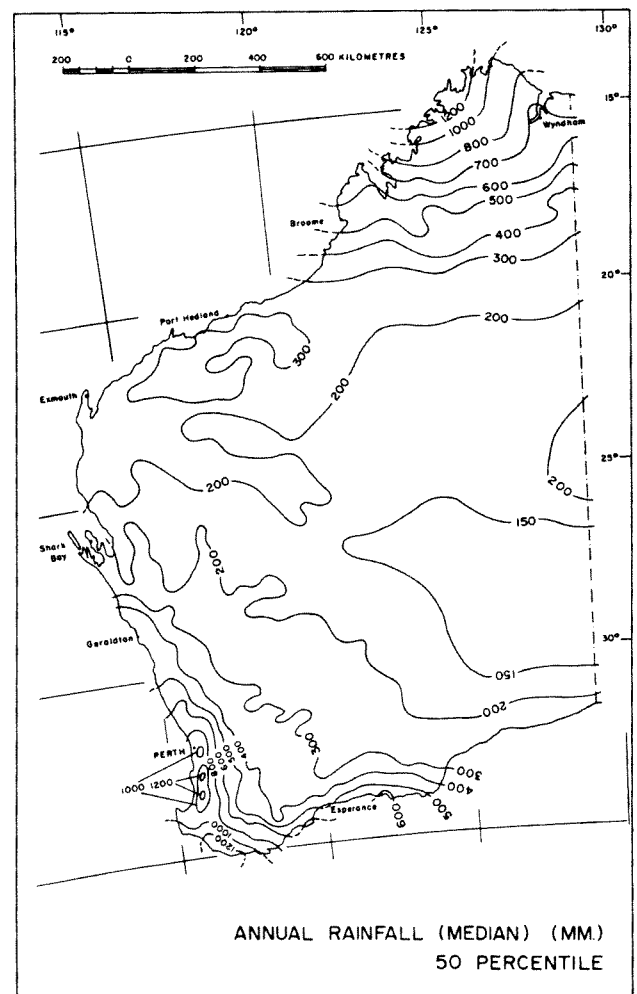 115° 120° 125° 130°
200 0 200 400 600 KILOMETRES
15°
1200
1000
Wyndham
800
700
600
500
Broome
400
300
20°
200
Port Hedland
300
200
Exmouth
25°
200
200
150
Shark
Bay
200
Geraldton
30°
150
200
400
500
600
800
300
PERTH
1000 1200
300
400
500
600
Esperance
1000
1200
ANNUAL RAINFALL (MEDIAN) (MM.)
50 PERCENTILE